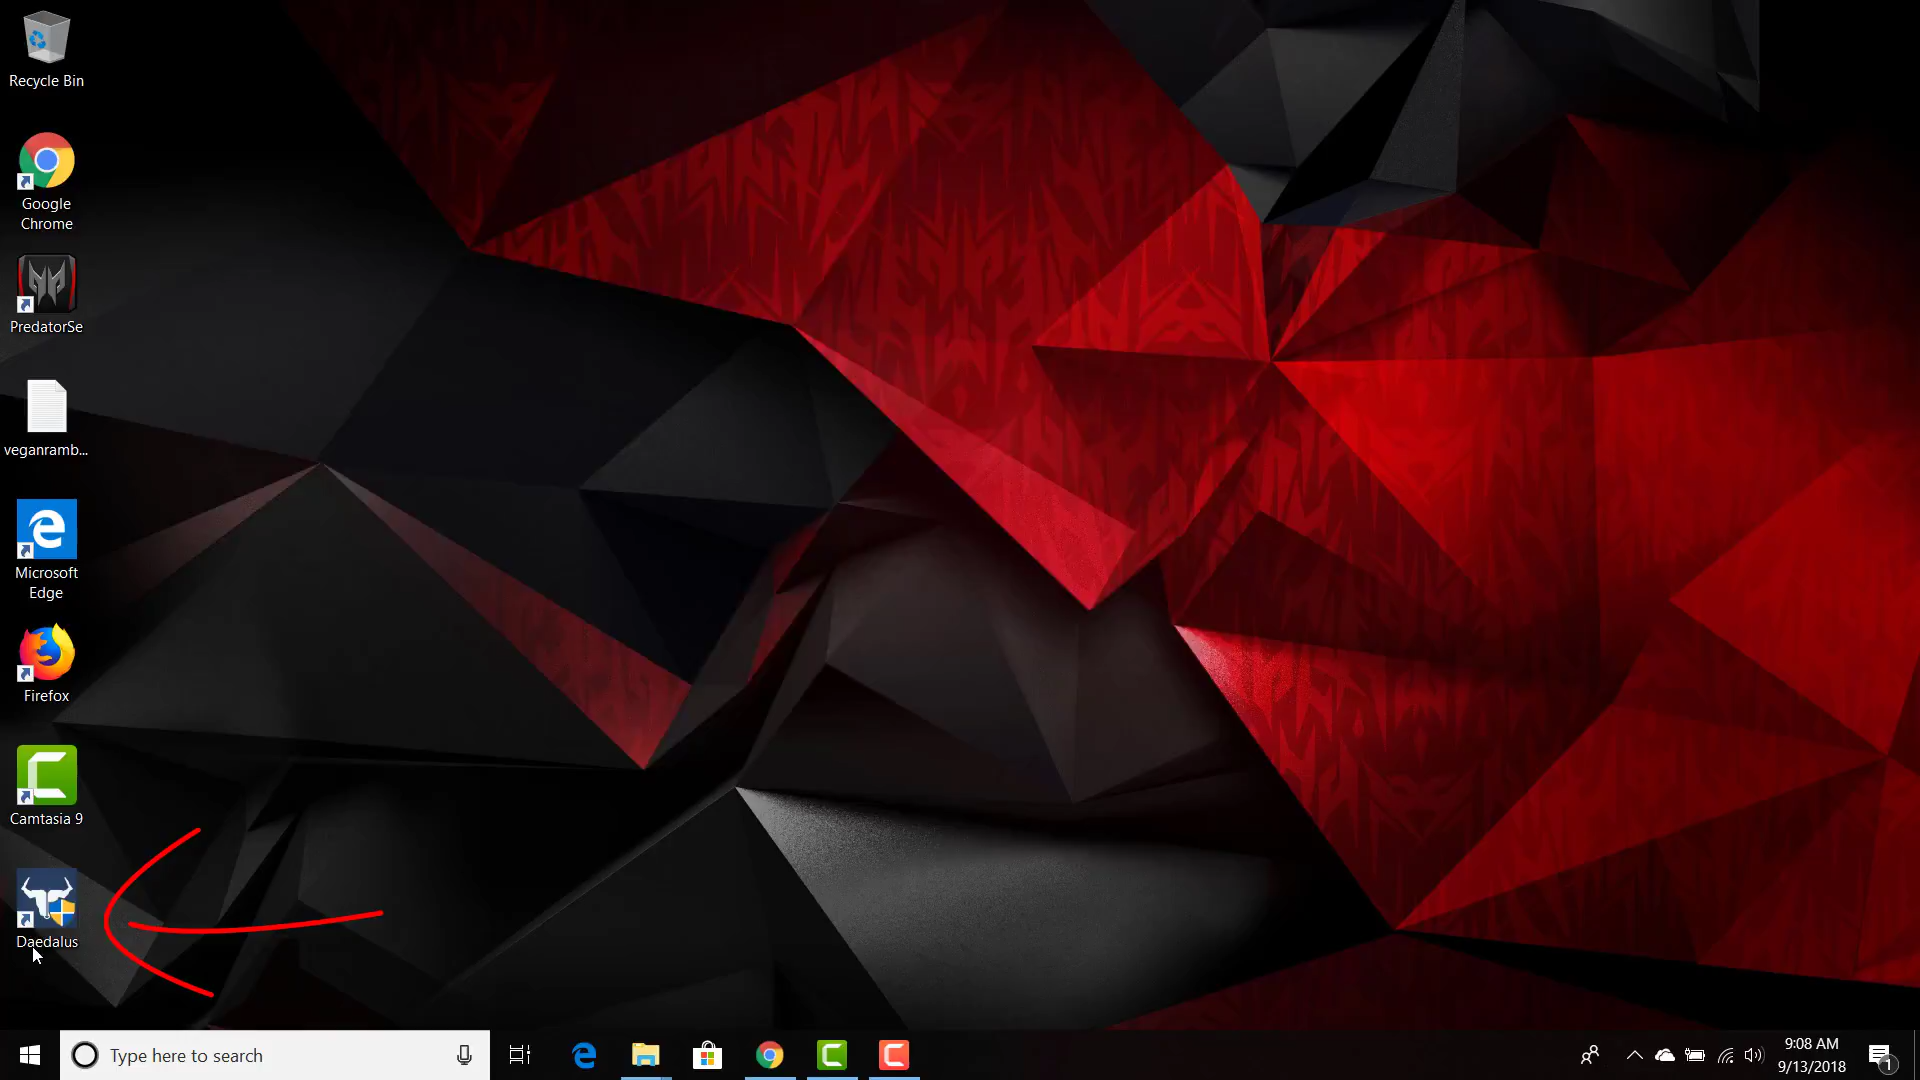 Recycle Bin
Google
Chrome
PredatorSe
veganramb...
Microsoft
Edge
Firefox
Camtasia 9
Daedalus
Type here to search
9:08 AM
9/13/2018
1